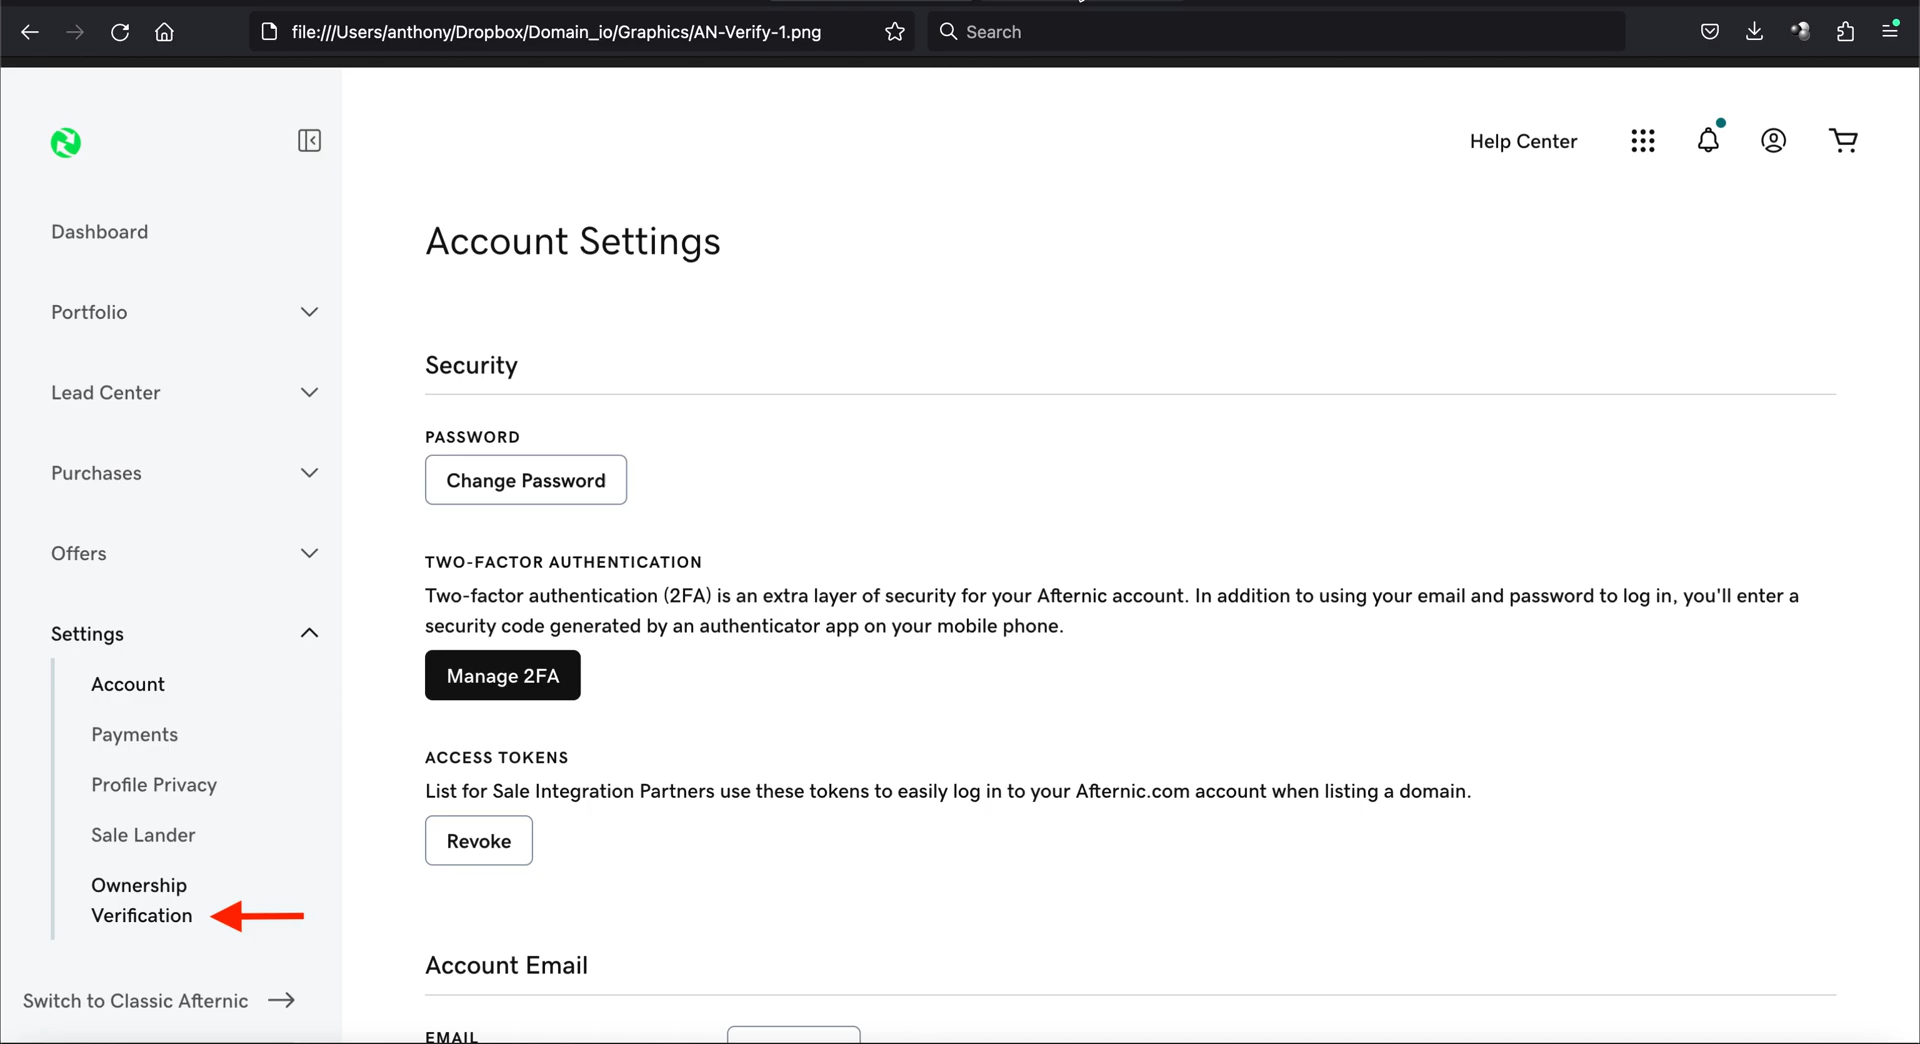 file:///Users/anthony/Dropbox/Domain_io/Graphics/AN-Verify-1.png
Search
Help Center
Dashboard
Portfolio
Lead Center
Purchases
Offers
Settings
Account
Payments
Profile Privacy
Sale Lander
Ownership
Verification
Switch to Classic Afternic
Account Settings
Security
PASSWORD
Change Password
TWO-FACTOR AUTHENTICATION
Two-factor authentication (2FA) is an extra layer of security for your Afternic account. In addition to using your email and password to log in, you'll enter a
security code generated by an authenticator app on your mobile phone.
Manage 2FA
ACCESS TOKENS
List for Sale Integration Partners use these tokens to easily log in to your Afternic.com account when listing a domain.
Revoke
Account Email
EMAIL